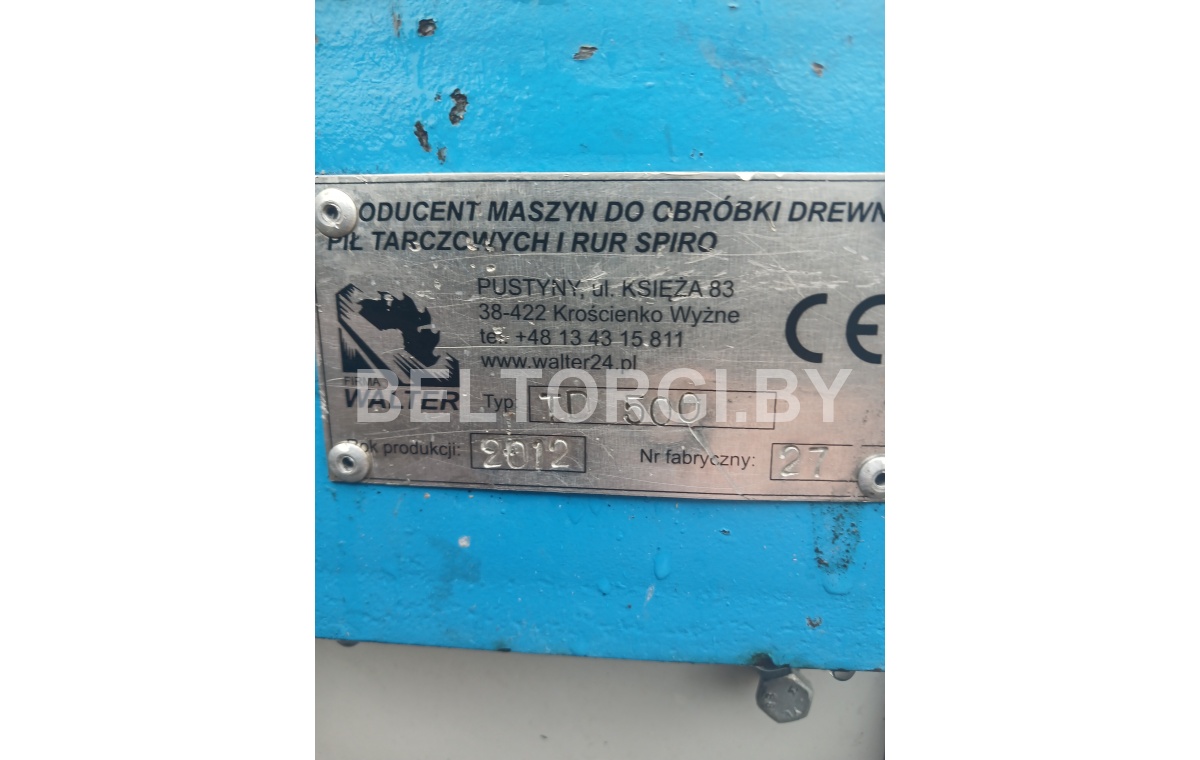 ODUCENT MASZYN DO OBRÓBKI DREWN
PIŁ TARCZOWYCH I RUR SPIRO
PUSTYNY, ul. KSIĘŻA 83
38-422 Krościenko Wyżne
tel. +48 13 43 15 811
www.walter24.pl
CE
FIRMA
WALTER
BELTORGI.BY
Typ: 500
Rok produkcji: 2012
Nr fabryczny: 27